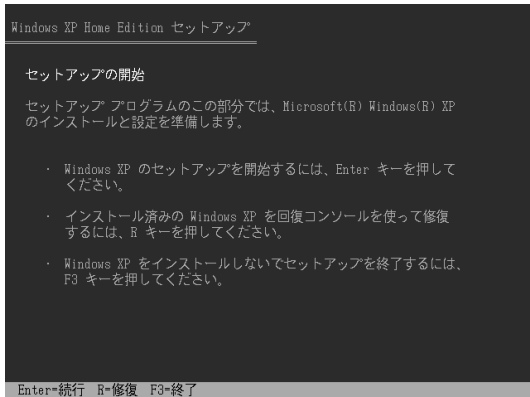 Windows XP Home Edition セットアップ
セットアップの開始
セットアップ プログラムのこの部分では、Microsoft(R) Windows(R) XP
のインストールと設定を準備します。
・ Windows XP のセットアップを開始するには、Enter キーを押して
ください。
・ インストール済みの Windows XP を回復コンソールを使って修復
するには、R キーを押してください。
・ Windows XP をインストールしないでセットアップを終了するには、
F3 キーを押してください。
Enter=続行 R=修復 F3=終了